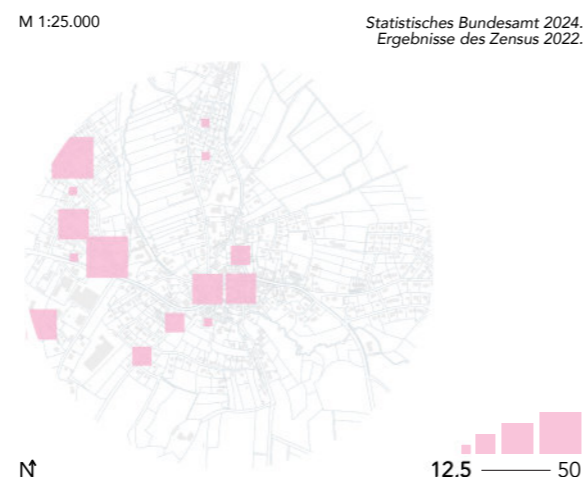 M 1:25.000
Statistisches Bundesamt 2024.
Ergebnisse des Zensus 2022.
N
12,5 50